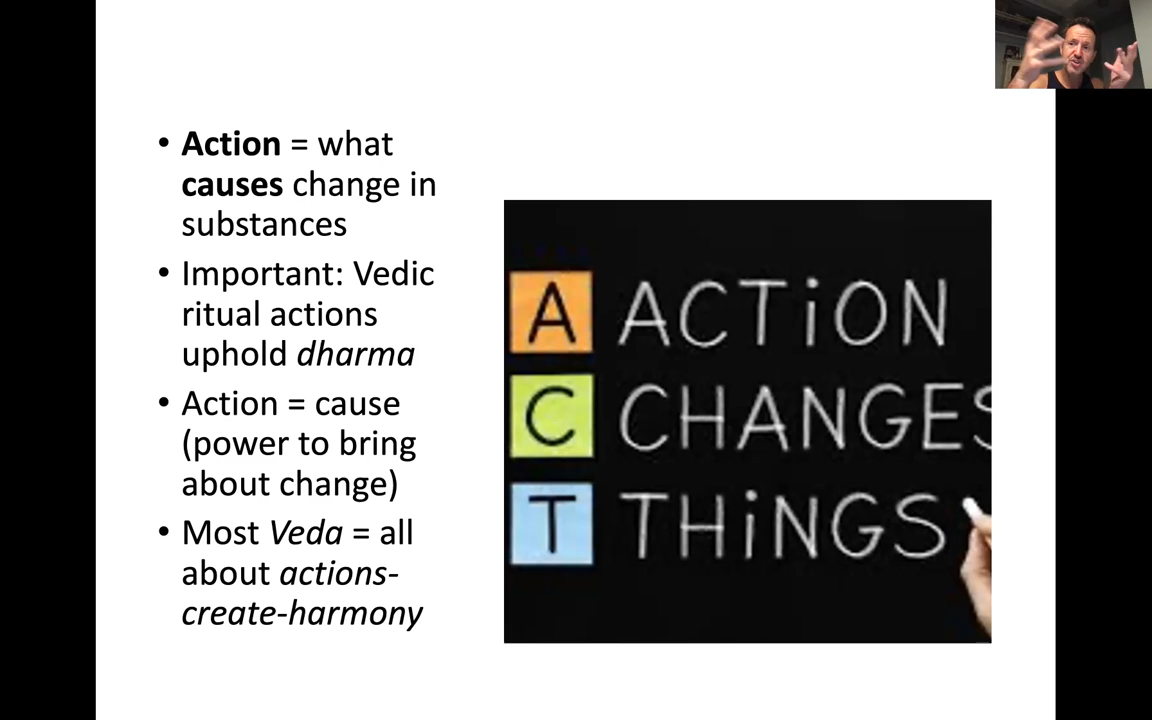 • Action = what
causes change in
substances
• Important: Vedic
ritual actions
uphold dharma
• Action = cause
(power to bring
about change)
• Most Veda = all
about actions-
create-harmony
A ACTiON
C CHANGES
T THiNGS